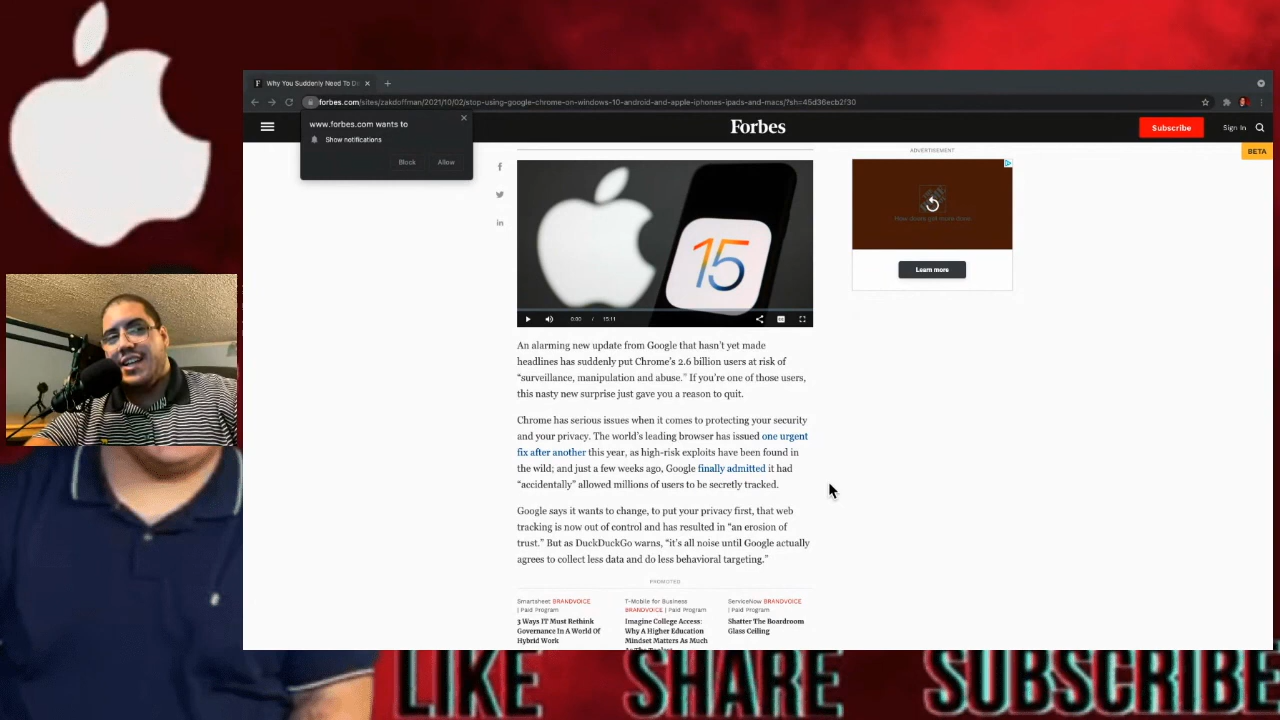 Why You Suddenly Need To De
forbes.com/sites/zakdoffman/2021/10/02/stop-using-google-chrome-on-windows-10-android-and-apple-iphones-ipads-and-macs/?sh=45d36ecb2f30
www.forbes.com wants to
Show notifications
Block Allow
Forbes
Subscribe
Sign In
BETA
ADVERTISEMENT
15
Learn more
0:00 / 15:11
An alarming new update from Google that hasn't yet made
headlines has suddenly put Chrome's 2.6 billion users at risk of
“surveillance, manipulation and abuse.” If you're one of those users,
this nasty new surprise just gave you a reason to quit.
Chrome has serious issues when it comes to protecting your security
and your privacy. The world's leading browser has issued one urgent
fix after another this year, as high-risk exploits have been found in
the wild; and just a few weeks ago, Google finally admitted it had
“accidentally” allowed millions of users to be secretly tracked.
Google says it wants to change, to put your privacy first, that web
tracking is now out of control and has resulted in “an erosion of
trust.” But as DuckDuckGo warns, “it's all noise until Google actually
agrees to collect less data and do less behavioral targeting.”
PROMOTED
Smartsheet BRANDVOICE
| Paid Program
3 Ways IT Must Rethink
Governance In A World Of
Hybrid Work
T-Mobile for Business
BRANDVOICE | Paid Program
Imagine College Access:
Why A Higher Education
Mindset Matters As Much
ServiceNow BRANDVOICE
| Paid Program
Shatter The Boardroom
Glass Ceiling
LIKE SHARE SUBSCRIBE